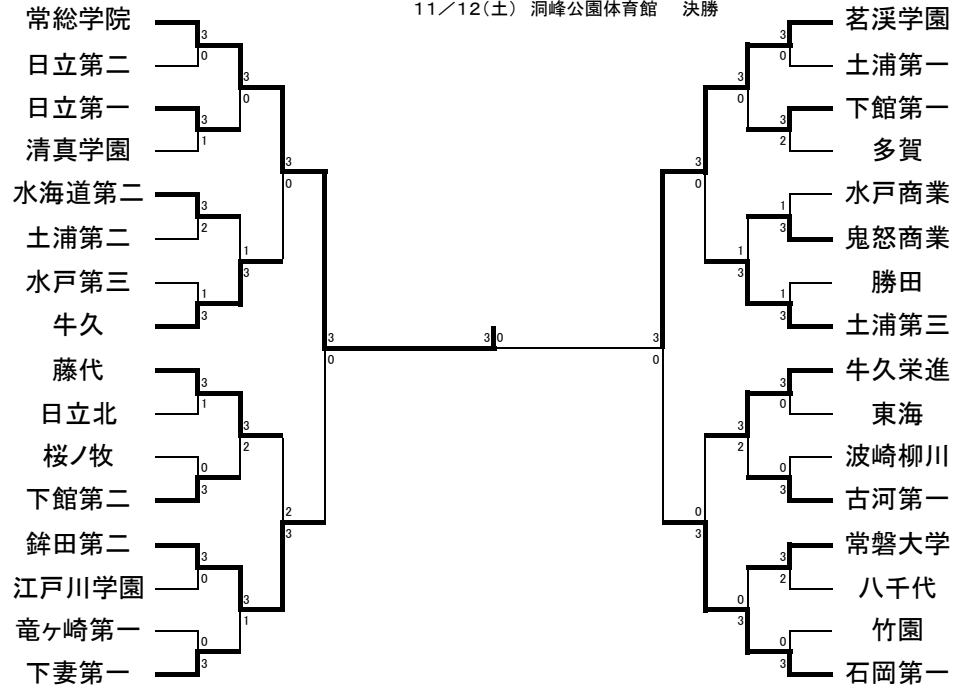 11/12(土) 洞峰公園体育館 決勝
常総学院
3
0
日立第二
3
0
日立第一
3
1
清真学園
3
0
水海道第二
3
2
土浦第二
1
3
水戸第三
1
3
牛久
3
0
藤代
3
1
日立北
3
2
桜ノ牧
0
3
下館第二
2
3
鉾田第二
3
0
江戸川学園
3
1
竜ヶ崎第一
0
3
下妻第一
3 0
茗渓学園
3
0
土浦第一
3
0
下館第一
3
2
多賀
3
0
水戸商業
1
3
鬼怒商業
1
3
勝田
1
3
土浦第三
3
0
牛久栄進
3
0
東海
3
2
波崎柳川
0
3
古河第一
0
3
常磐大学
3
2
八千代
0
3
竹園
0
3
石岡第一